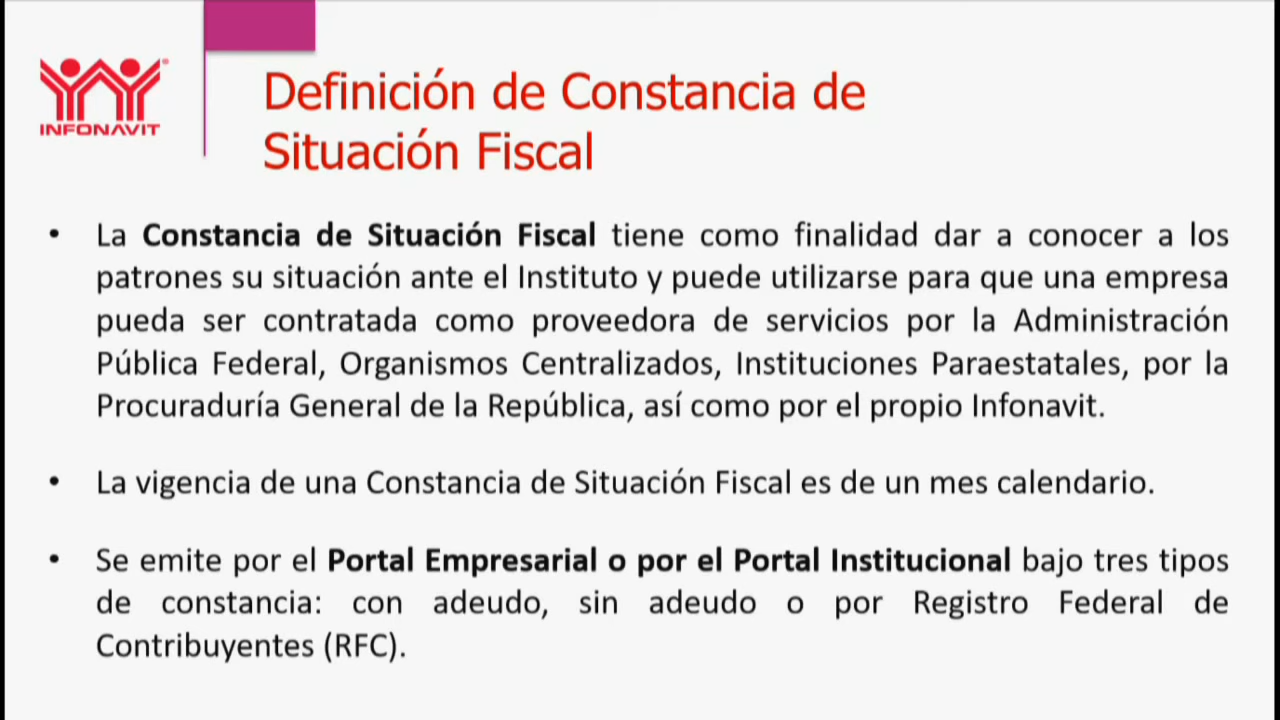 INFONAVIT
Definición de Constancia de
Situación Fiscal
• La Constancia de Situación Fiscal tiene como finalidad dar a conocer a los
patrones su situación ante el Instituto y puede utilizarse para que una empresa
pueda ser contratada como proveedora de servicios por la Administración
Pública Federal, Organismos Centralizados, Instituciones Paraestatales, por la
Procuraduría General de la República, así como por el propio Infonavit.
• La vigencia de una Constancia de Situación Fiscal es de un mes calendario.
• Se emite por el Portal Empresarial o por el Portal Institucional bajo tres tipos
de constancia: con adeudo, sin adeudo o por Registro Federal de
Contribuyentes (RFC).